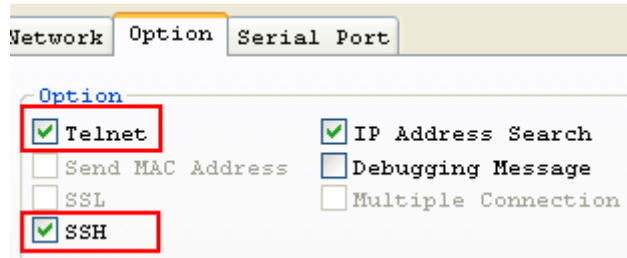 Network Option Serial Port
Option
Telnet IP Address Search
Send MAC Address Debugging Message
SSL Multiple Connection
SSH